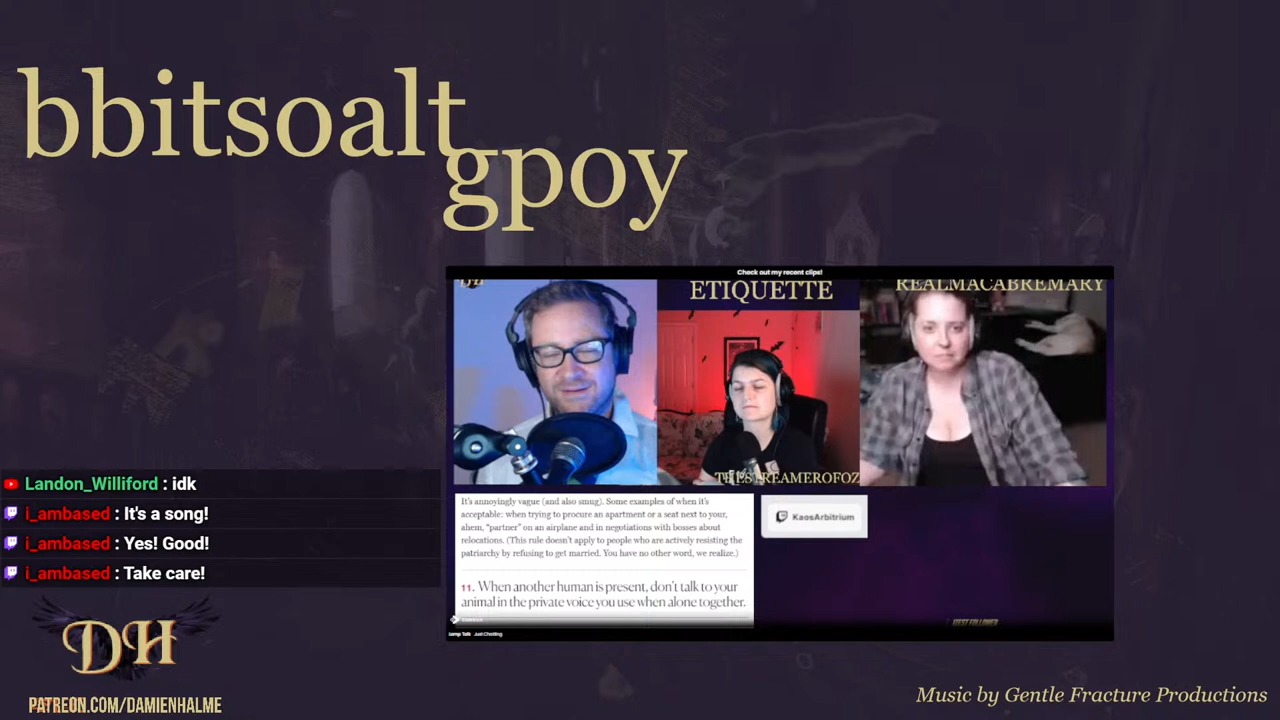 bbitsoalt
gpoy
Check out my recent clips!
DH
ETIQUETTE
REALMACABREMARY
THESTREAMEROFOZ
It's annoyingly vague (and also smug). Some examples of when it's
acceptable: when trying to procure an apartment or a seat next to your,
ahem, "partner" on an airplane and in negotiations with bosses about
relocations. (This rule doesn't apply to people who are actively resisting the
patriarchy by refusing to get married. You have no other word, we realize.)
11. When another human is present, don't talk to your
animal in the private voice you use when alone together.
KaosArbitrium
Lamp Talk Just Chatting
Landon_Williford : idk
i_ambased : It's a song!
i_ambased : Yes! Good!
i_ambased : Take care!
DH
PATREON.COM/DAMIENHALME
Music by Gentle Fracture Productions